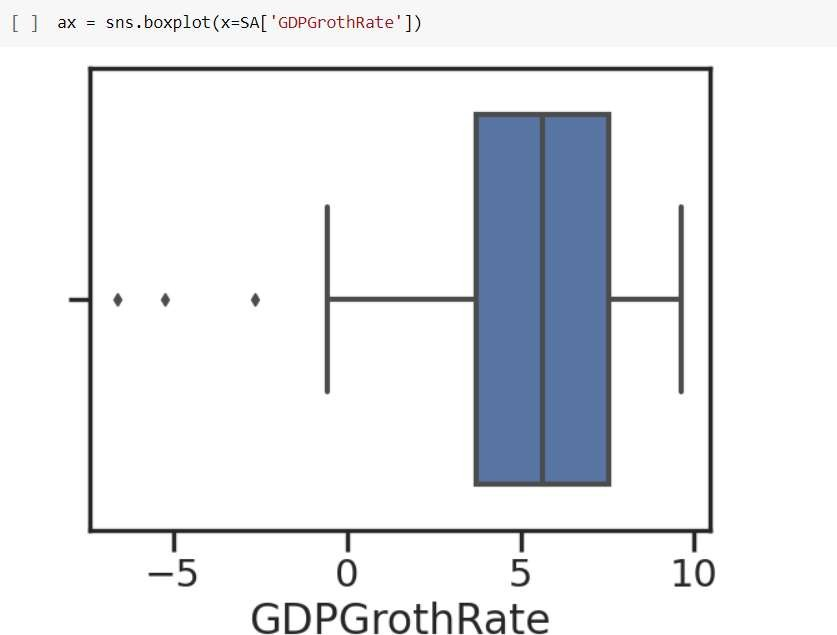 [ ] ax = sns.boxplot(x=SA['GDPGrothRate'])
−5 0 5 10
GDPGrothRate